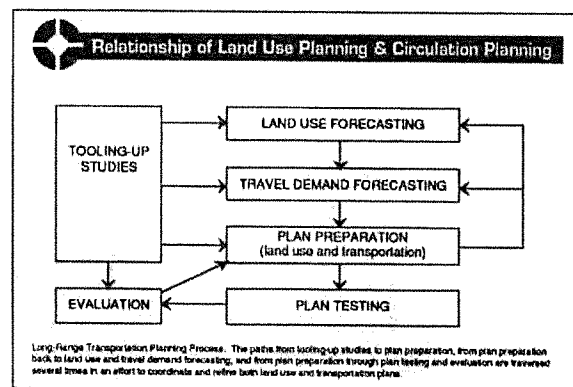 Relationship of Land Use Planning & Circulation Planning
TOOLING-UP
STUDIES
LAND USE FORECASTING
TRAVEL DEMAND FORECASTING
PLAN PREPARATION
(land use and transportation)
EVALUATION
PLAN TESTING
Long-Range Transportation Planning Process. The paths from tooling-up studies to plan preparation, from plan preparation
back to land use and travel demand forecasting, and from plan preparation through plan testing and evaluation are traversed
several times in an effort to coordinate and refine both land use and transportation plans.